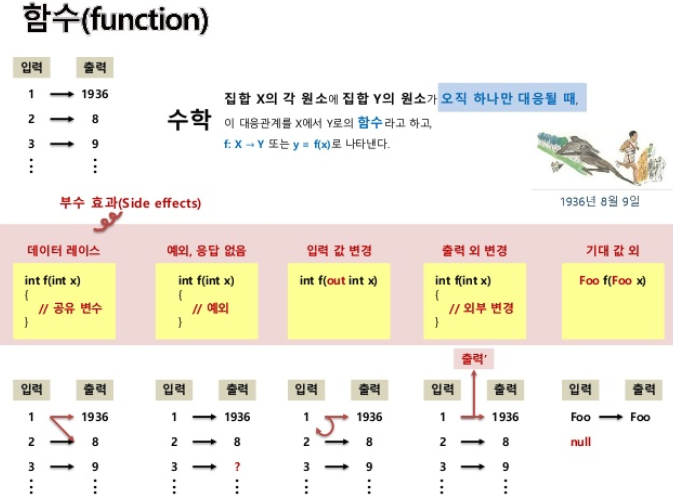 함수(function)
입력 출력
1 → 1936
2 → 8
3 → 9
⋮ ⋮
수학
집합 X의 각 원소에 집합 Y의 원소가 오직 하나만 대응될 때,
이 대응관계를 X에서 Y로의 함수라고 하고,
f: X → Y 또는 y = f(x)로 나타낸다.
1936년 8월 9일
부수 효과(Side effects)
데이터 레이스
int f(int x)
{
// 공유 변수
}
예외, 응답 없음
int f(int x)
{
// 예외
}
입력 값 변경
int f(out int x)
출력 외 변경
int f(int x)
{
// 외부 변경
}
기대 값 외
Foo f(Foo x)
출력’
입력 출력
1 1936
2 8
3 → 9
⋮ ⋮
입력 출력
1 → 1936
2 → 8
3 → ?
⋮ ⋮
입력 출력
1 → 1936
2 → 8
3 → 9
⋮ ⋮
입력 출력
1 → 1936
2 → 8
3 → 9
⋮ ⋮
입력 출력
Foo → Foo
null